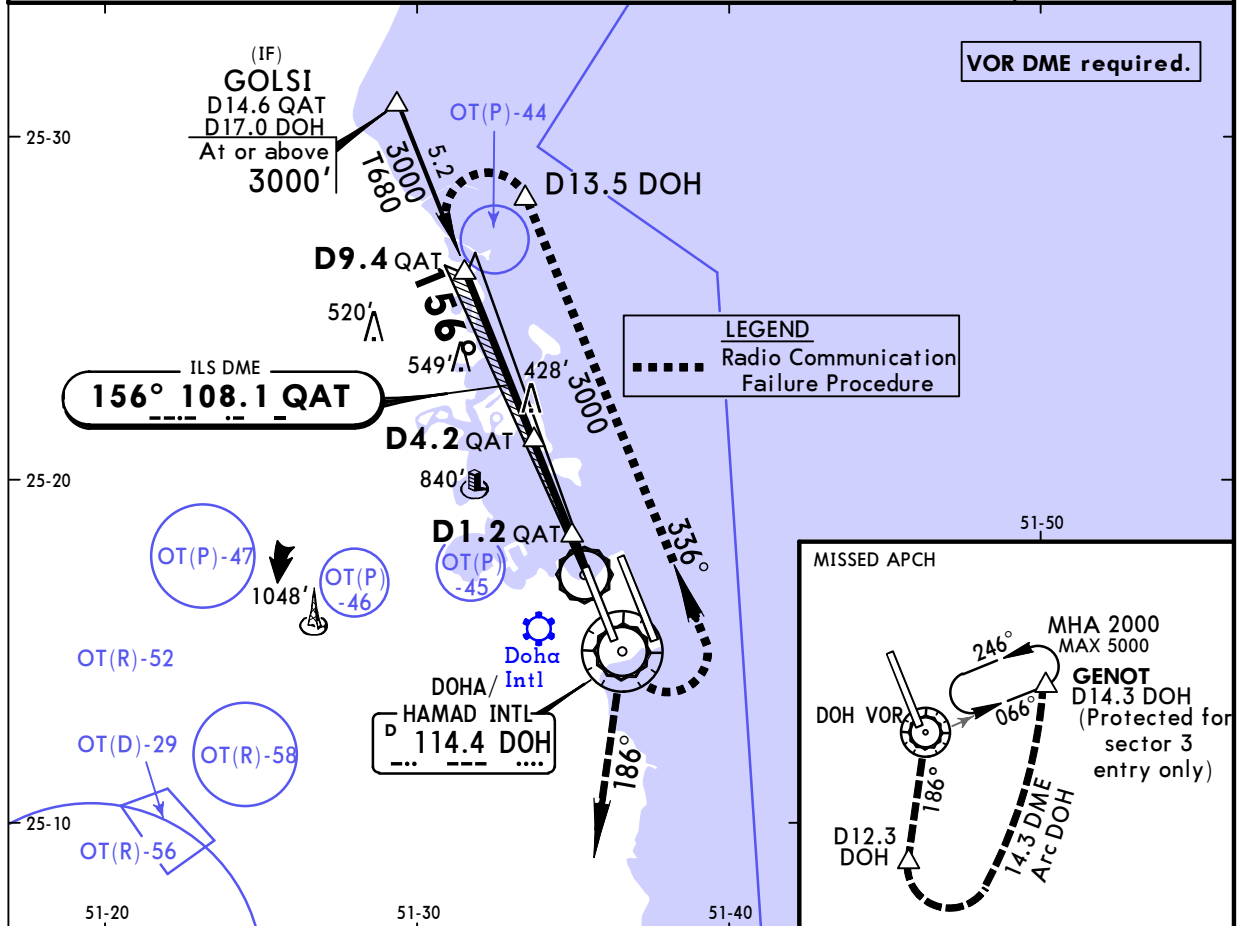 (IF)
GOLSI
D14.6 QAT
D17.0 DOH
At or above
3000'
VOR DME required.
OT(P)-44
25-30
5.2
3000
T680
D13.5 DOH
D9.4 QAT
156°
520'
549'
428'
3000
LEGEND
Radio Communication
Failure Procedure
ILS DME
156° 108.1 QAT
D4.2 QAT
25-20
840'
D1.2 QAT
336°
OT(P)-47
OT(P)
-46
OT(P)
-45
1048'
Doha
Intl
OT(R)-52
DOHA/
HAMAD INTL
D 114.4 DOH
186°
OT(D)-29
OT(R)-58
25-10
OT(R)-56
51-20
51-30
51-40
51-50
MISSED APCH
246°
MHA 2000
MAX 5000
GENOT
D14.3 DOH
(Protected for
sector 3
entry only)
066°
DOH VOR
186°
D12.3
DOH
14.3 DME
Arc DOH